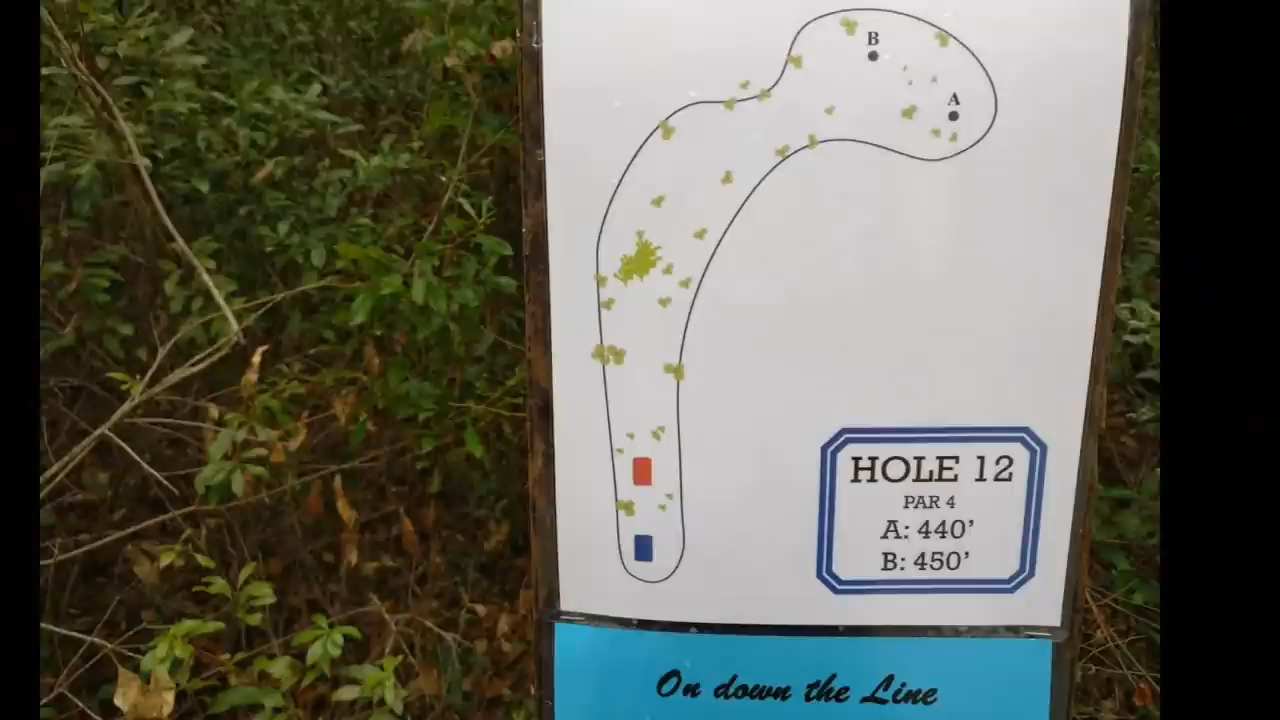 B
A
HOLE 12
PAR 4
A: 440'
B: 450'
On down the Line